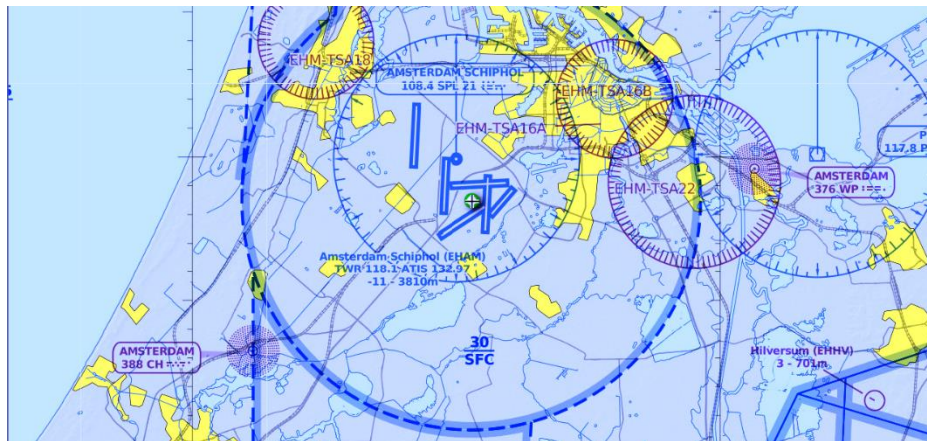 EHM-TSA18
AMSTERDAM SCHIPHOL
108.4 SPL 21
EHM-TSA16B
EHM-TSA16A
P
117.8 P
AMSTERDAM
376 WP
EHM-TSA22
Amsterdam Schiphol (EHAM)
TWR 118.1 ATIS 132.97
-11 - 3810m
30
SFC
AMSTERDAM
388 CH
Hilversum (EHHV)
3 - 701m